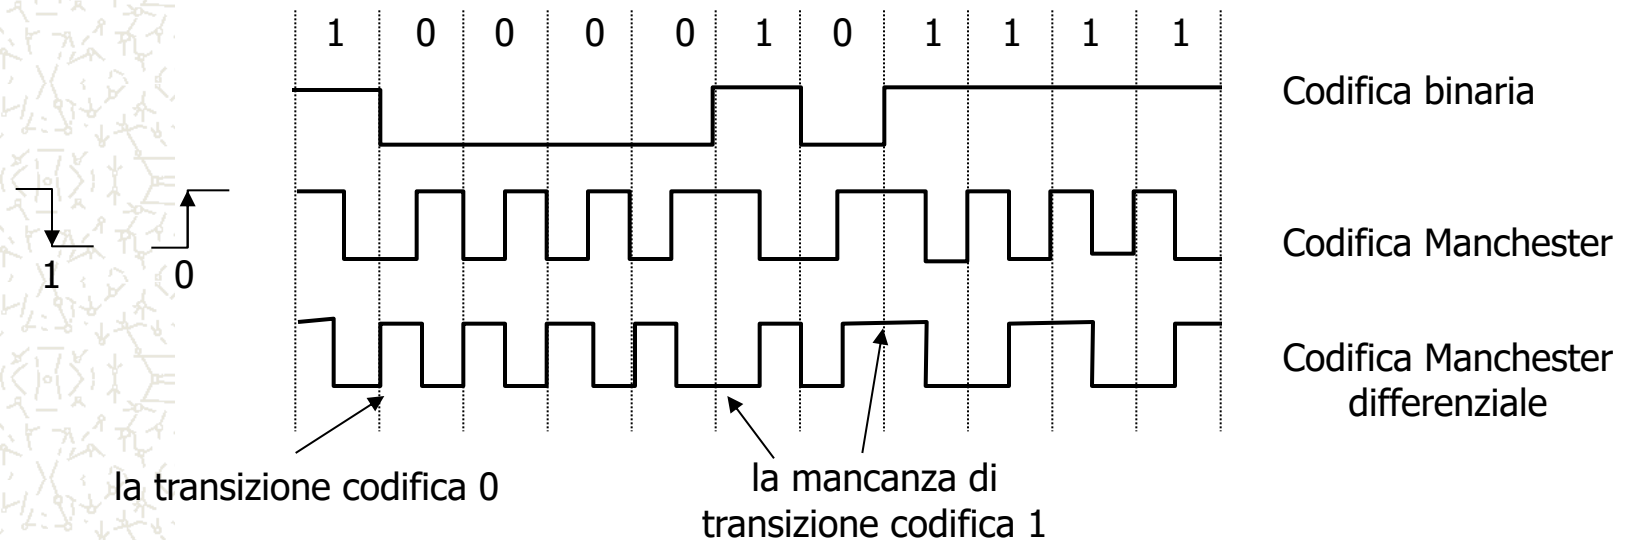 1 0 0 0 0 1 0 1 1 1 1
Codifica binaria
Codifica Manchester
1 0
Codifica Manchester
differenziale
la transizione codifica 0
la mancanza di
transizione codifica 1